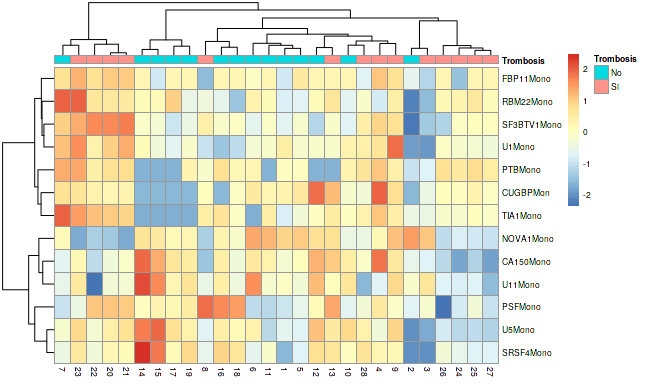 Trombosis
Trombosis
No
SI
2
1
0
-1
-2
FBP11Mono
RBM22Mono
SF3BTV1Mono
U1Mono
PTBMono
CUGBPMon
TIA1Mono
NOVA1Mono
CA150Mono
U11Mono
PSFMono
U5Mono
SRSF4Mono
7 23 22 20 21 14 15 17 19 8 16 18 6 11 1 5 12 13 10 28 4 9 2 3 26 24 25 27